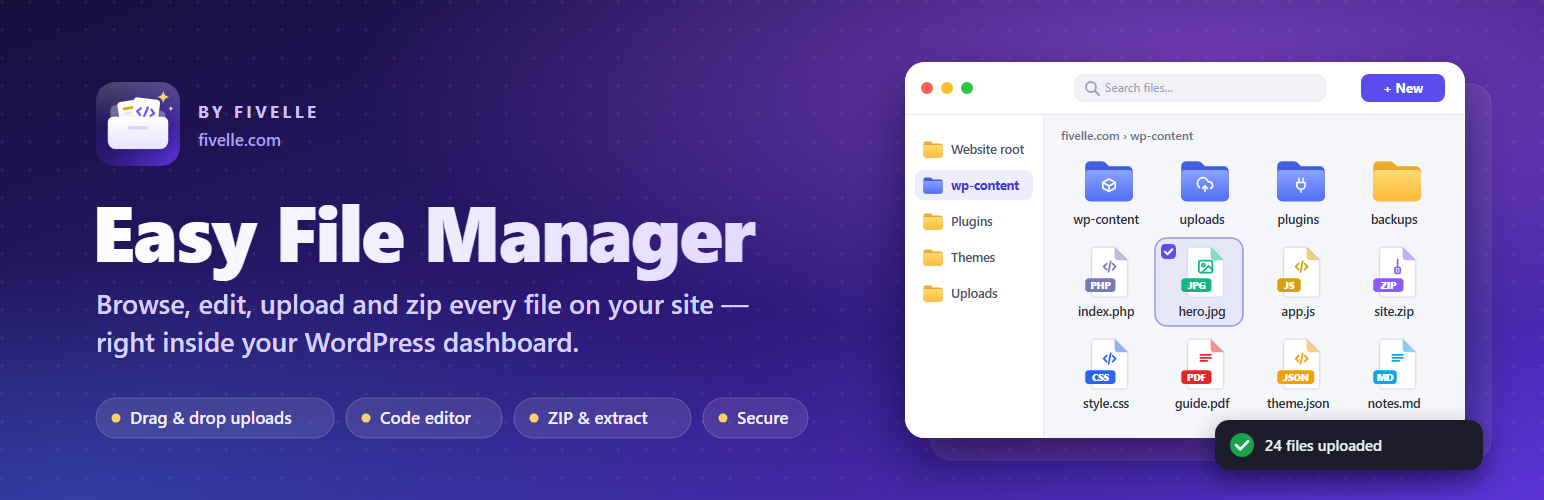 BY FIVELLE
fivelle.com
Easy File Manager
Browse, edit, upload and zip every file on your site —
right inside your WordPress dashboard.
Drag & drop uploads
Code editor
ZIP & extract
Secure
Search files...
+ New
Website root
wp-content
Plugins
Themes
Uploads
fivelle.com › wp-content
wp-content
uploads
plugins
backups
PHP
index.php
JPG
hero.jpg
JS
app.js
ZIP
site.zip
CSS
style.css
PDF
guide.pdf
JSON
theme.json
MD
notes.md
24 files uploaded